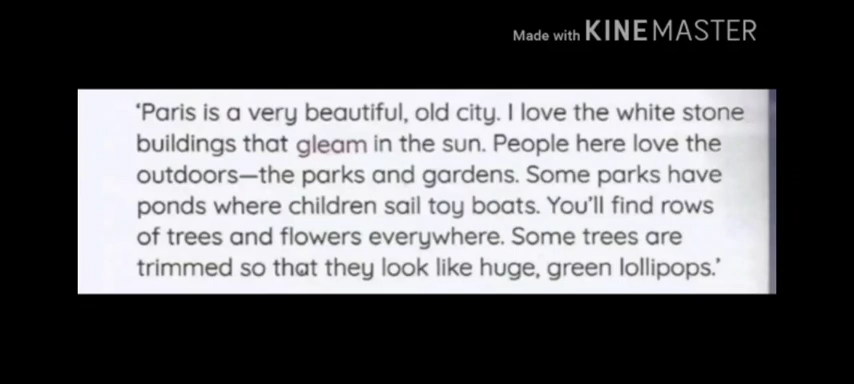 Made with KINEMASTER
‘Paris is a very beautiful, old city. I love the white stone
buildings that gleam in the sun. People here love the
outdoors—the parks and gardens. Some parks have
ponds where children sail toy boats. You’ll find rows
of trees and flowers everywhere. Some trees are
trimmed so that they look like huge, green lollipops.’